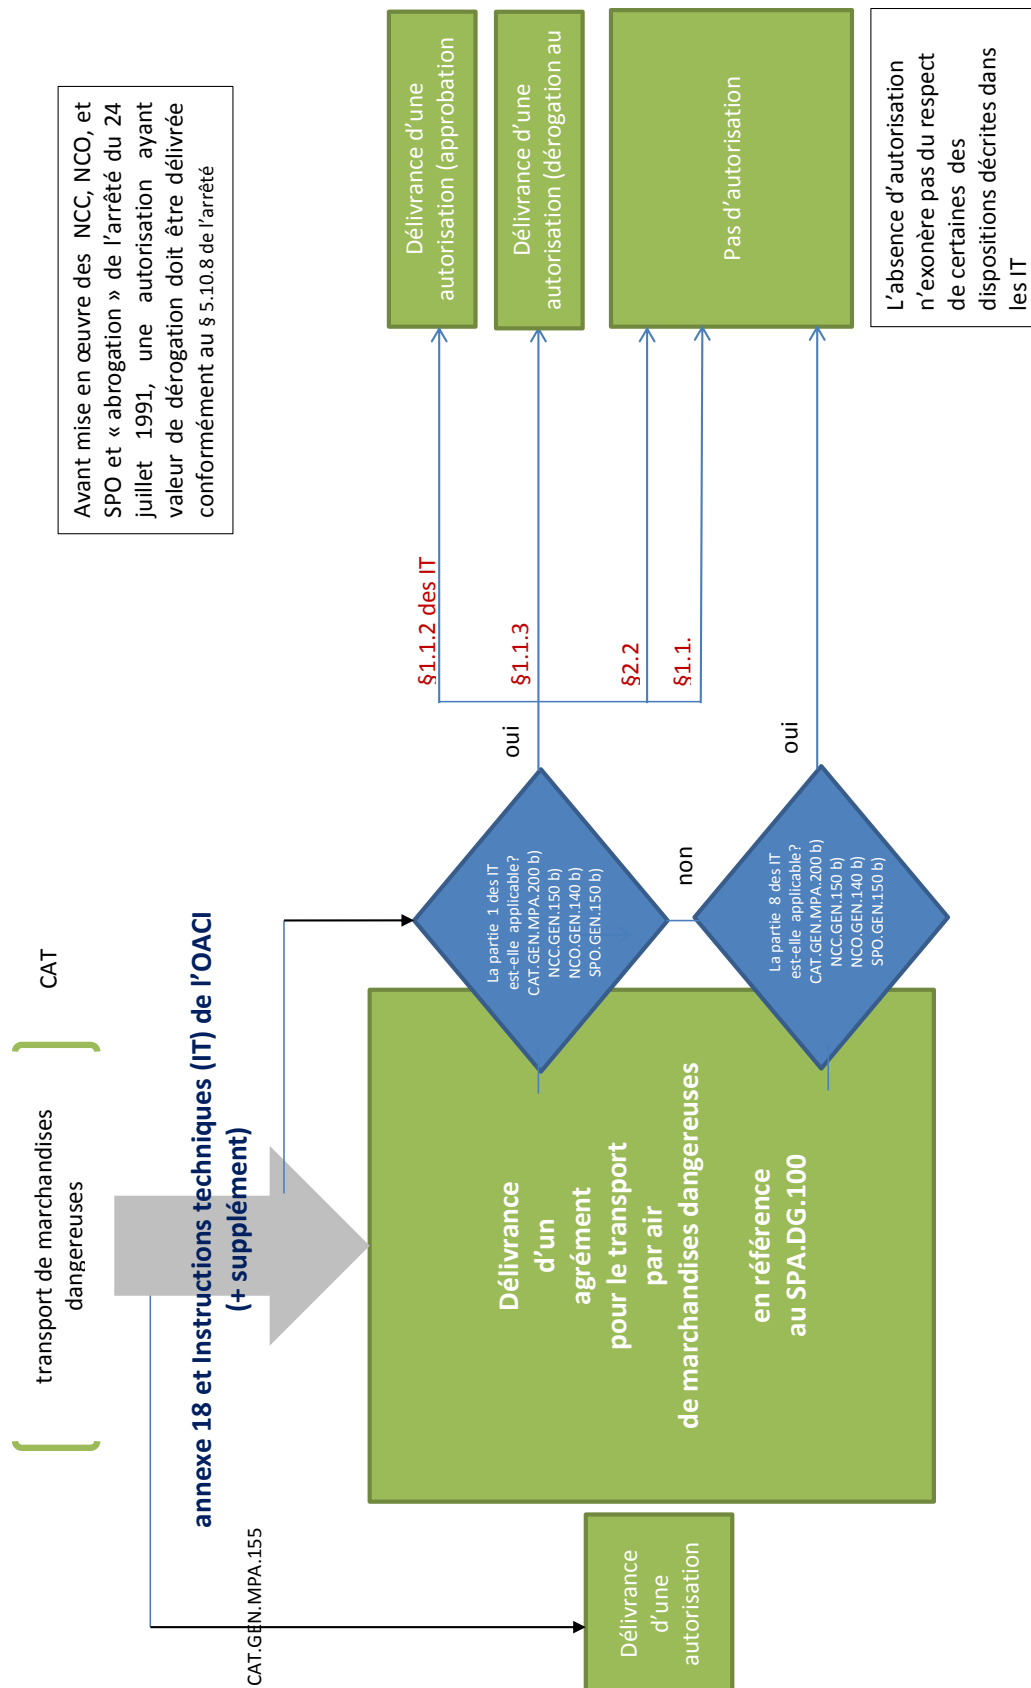 transport de marchandises
dangereuses
CAT
annexe 18 et Instructions techniques (IT) de l'OACI
(+ supplément)
CAT.GEN.MPA.155
Délivrance
d'une
autorisation
Délivrance
d'un
agrément
pour le transport
par air
de marchandises dangereuses
en référence
au SPA.DG.100
La partie 1 des IT
est-elle applicable?
CAT.GEN.MPA.200 b)
NCC.GEN.150 b)
NCO.GEN.140 b)
SPO.GEN.150 b)
non
La partie 8 des IT
est-elle applicable?
CAT.GEN.MPA.200 b)
NCC.GEN.150 b)
NCO.GEN.140 b)
SPO.GEN.150 b)
oui
oui
§1.1.2 des IT
§1.1.3
§2.2
§1.1.
Avant mise en œuvre des NCC, NCO, et
SPO et « abrogation » de l'arrêté du 24
juillet 1991, une autorisation ayant
valeur de dérogation doit être délivrée
conformément au § 5.10.8 de l'arrêté
Délivrance d'une
autorisation (approbation
Délivrance d'une
autorisation (dérogation au
Pas d'autorisation
L'absence d'autorisation
n'exonère pas du respect
de certaines des
dispositions décrites dans
les IT